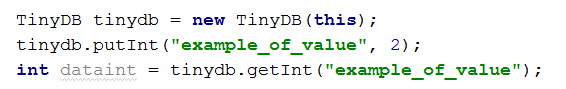 TinyDB tinydb = new TinyDB(this);
tinydb.putInt("example_of_value", 2);
int dataint = tinydb.getInt("example_of_value");